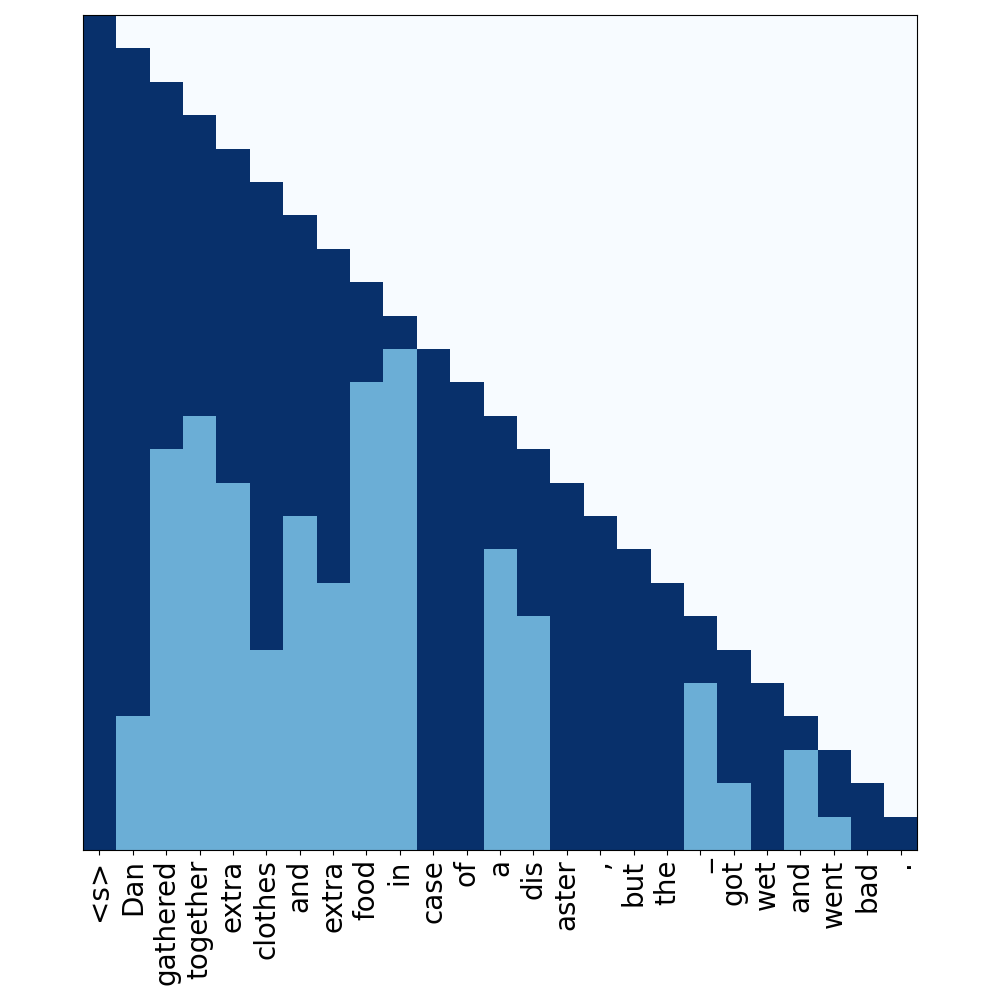 <s> Dan gathered together extra clothes and extra food in case of a dis aster , but the _ got wet and went bad .